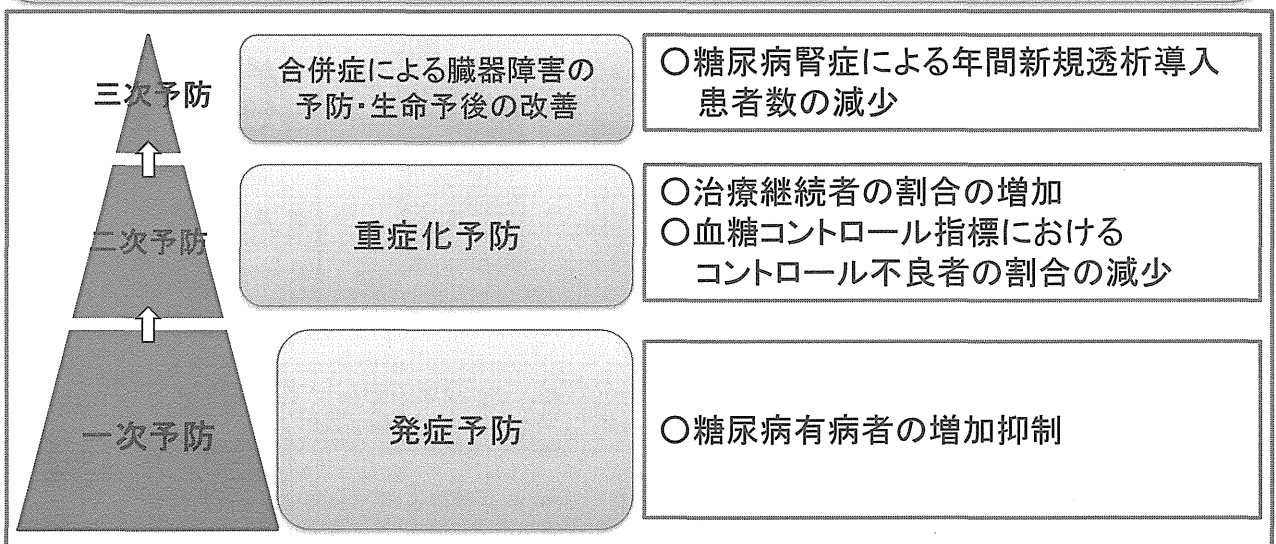 三次予防
合併症による臓器障害の
予防・生命予後の改善
〇糖尿病腎症による年間新規透析導入
患者数の減少
二次予防
重症化予防
〇治療継続者の割合の増加
〇血糖コントロール指標における
コントロール不良者の割合の減少
一次予防
発症予防
〇糖尿病有病者の増加抑制